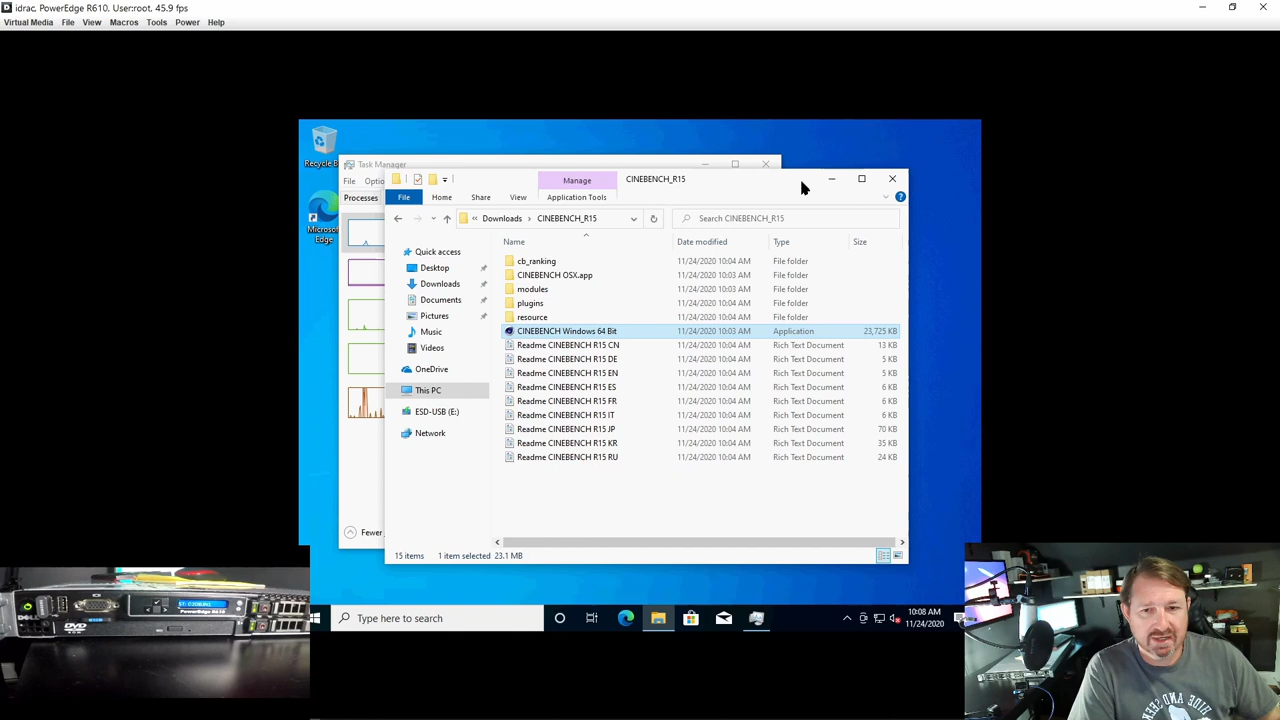 idrac, PowerEdge R610, User:root, 45.9 fps
Virtual Media File View Macros Tools Power Help
Recycle B
Microsoft
Edge
Task Manager
File Optio
Processes
Fewer
Manage
CINEBENCH_R15
File Home Share View Application Tools
« Downloads › CINEBENCH_R15
Search CINEBENCH_R15
Quick access
Desktop
Downloads
Documents
Pictures
Music
Videos
OneDrive
This PC
ESD-USB (E:)
Network
Name Date modified Type Size
cb_ranking 11/24/2020 10:04 AM File folder
CINEBENCH OSX.app 11/24/2020 10:03 AM File folder
modules 11/24/2020 10:03 AM File folder
plugins 11/24/2020 10:04 AM File folder
resource 11/24/2020 10:04 AM File folder
CINEBENCH Windows 64 Bit 11/24/2020 10:03 AM Application 23,725 KB
Readme CINEBENCH R15 CN 11/24/2020 10:04 AM Rich Text Document 13 KB
Readme CINEBENCH R15 DE 11/24/2020 10:04 AM Rich Text Document 5 KB
Readme CINEBENCH R15 EN 11/24/2020 10:04 AM Rich Text Document 5 KB
Readme CINEBENCH R15 ES 11/24/2020 10:04 AM Rich Text Document 6 KB
Readme CINEBENCH R15 FR 11/24/2020 10:04 AM Rich Text Document 6 KB
Readme CINEBENCH R15 IT 11/24/2020 10:04 AM Rich Text Document 6 KB
Readme CINEBENCH R15 JP 11/24/2020 10:04 AM Rich Text Document 70 KB
Readme CINEBENCH R15 KR 11/24/2020 10:04 AM Rich Text Document 35 KB
Readme CINEBENCH R15 RU 11/24/2020 10:04 AM Rich Text Document 24 KB
15 items 1 item selected 23.1 MB
Type here to search
10:08 AM
11/24/2020
PowerEdge R610
DVD
HIDE AND SEEK